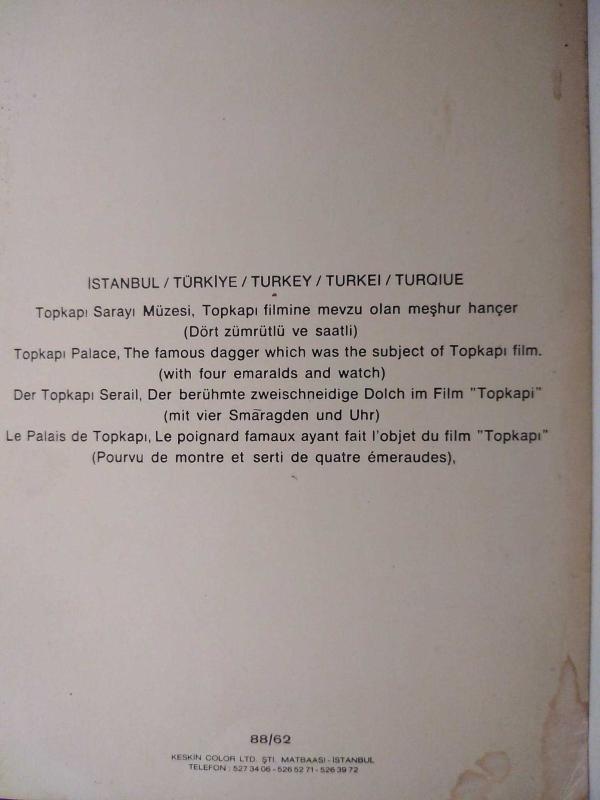 İSTANBUL / TÜRKİYE / TURKEY / TURKEI / TURQIUE
Topkapı Sarayı Müzesi, Topkapı filmine mevzu olan meşhur hançer
(Dört zümrütlü ve saatli)
Topkapı Palace, The famous dagger which was the subject of Topkapı film.
(with four emaralds and watch)
Der Topkapı Serail, Der berühmte zweischneidige Dolch im Film "Topkapi"
(mit vier Smaragden und Uhr)
Le Palais de Topkapı, Le poignard famaux ayant fait l'objet du film "Topkapı"
(Pourvu de montre et serti de quatre émeraudes),
88/62
KESKİN COLOR LTD. ŞTİ. MATBAASI - İSTANBUL
TELEFON : 527 34 06 - 526 52 71 - 526 39 72